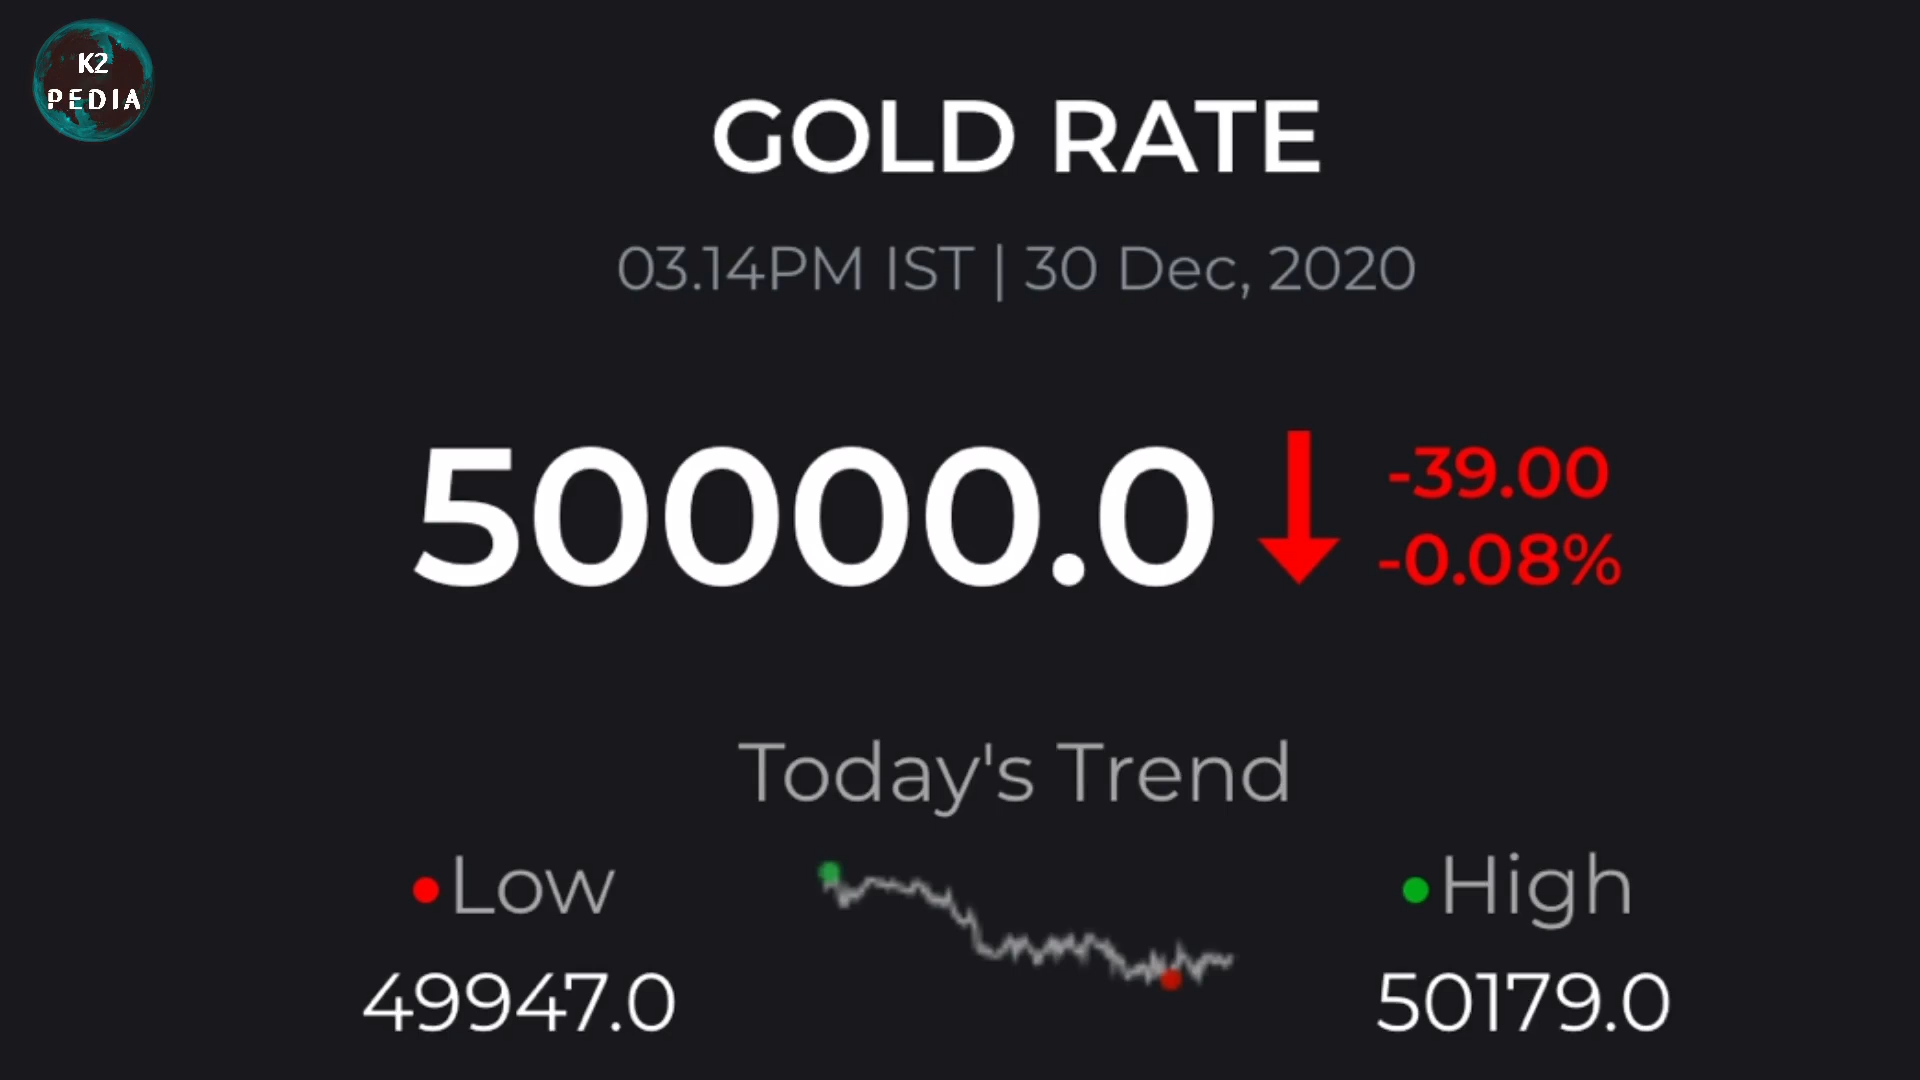 K2
PEDIA
GOLD RATE
03.14PM IST | 30 Dec, 2020
50000.0
-39.00
-0.08%
Today's Trend
Low
High
49947.0
50179.0